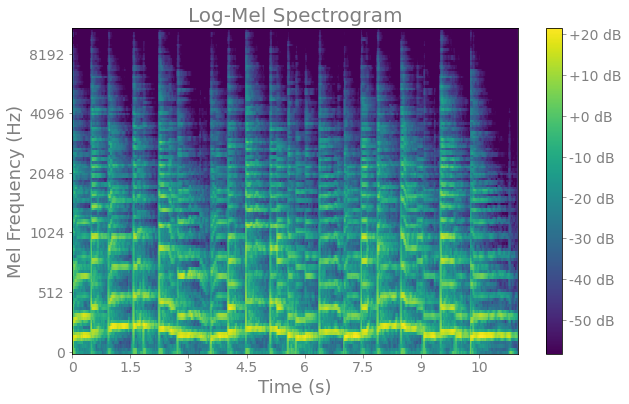 Log-Mel Spectrogram
Mel Frequency (Hz)
8192
4096
2048
1024
512
0
0 1.5 3 4.5 6 7.5 9 10
Time (s)
+20 dB
+10 dB
+0 dB
-10 dB
-20 dB
-30 dB
-40 dB
-50 dB